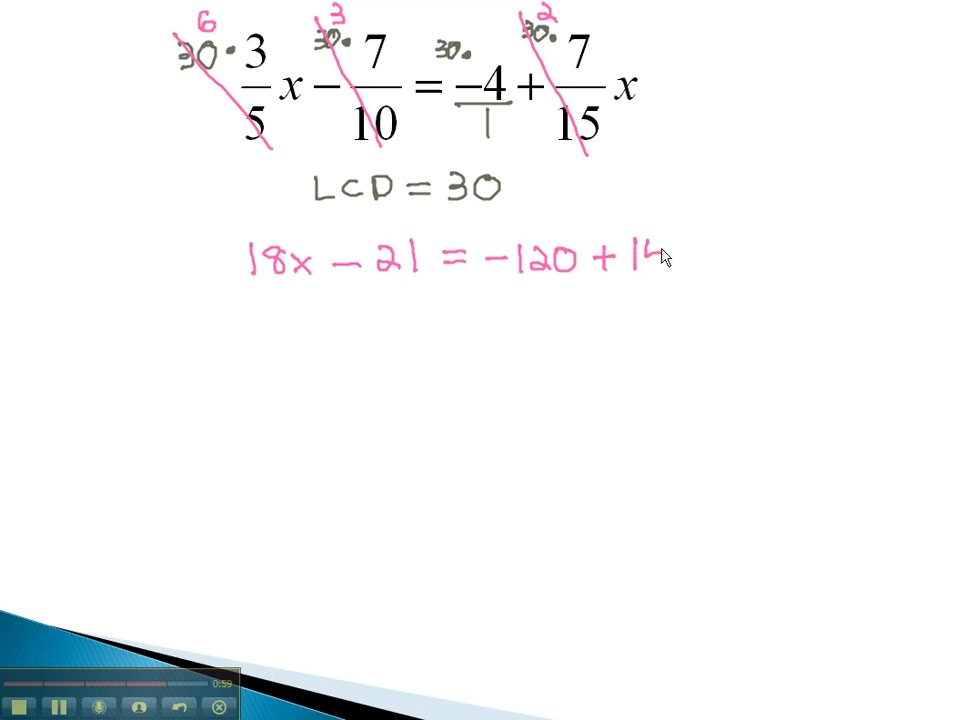 6 3 2
30· 3/5 x − 30· 7/10 = 30· −4/1 + 30· 7/15 x
LCD = 30
18x − 21 = −120 + 14
0:59